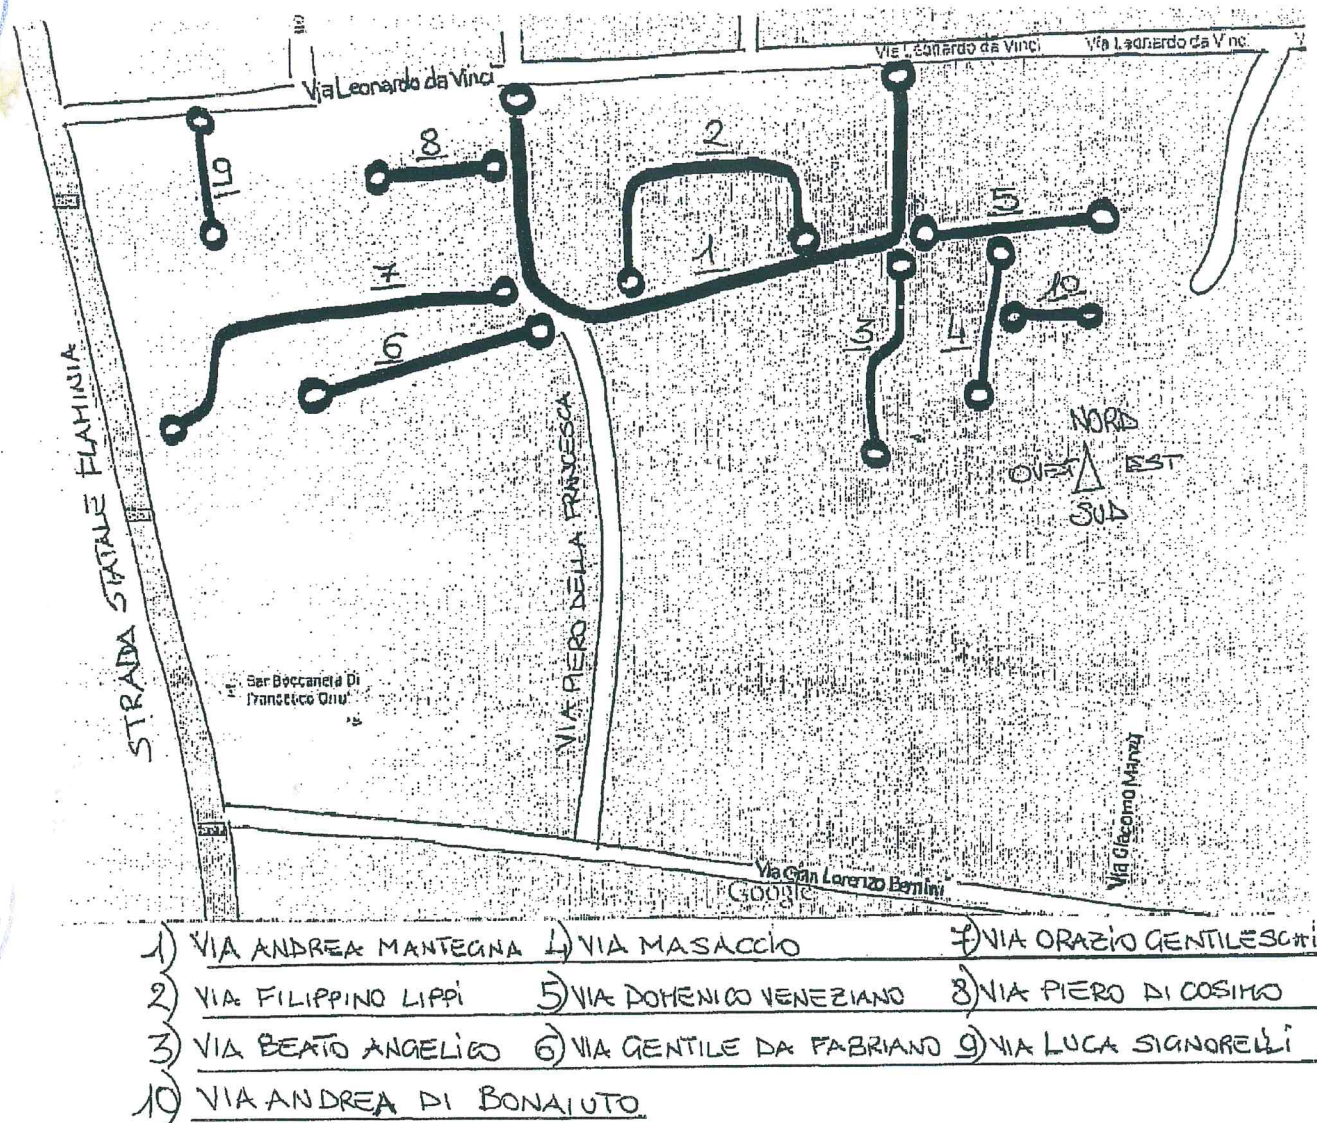 Via Leonardo da Vinci
Via Leonardo da Vinci
Via Leonardo da Vinci
V
8
2
5
7
1
10
6
3
4
NORD
OVEST EST
SUD
STRADA STATALE FLAMINIA
VIA PIERO DELLA FRANCESCA
Bar Boccanera Di
Francesco
Via Giacomo Manzù
Via Gian Lorenzo Bernini
Google
1) VIA ANDREA MANTEGNA 4) VIA MASACCIO 7) VIA ORAZIO GENTILESCHI
2) VIA FILIPPINO LIPPI 5) VIA DOMENICO VENEZIANO 8) VIA PIERO DI COSIMO
3) VIA BEATO ANGELICO 6) VIA GENTILE DA FABRIANO 9) VIA LUCA SIGNORELLI
10) VIA ANDREA DI BONAIUTO